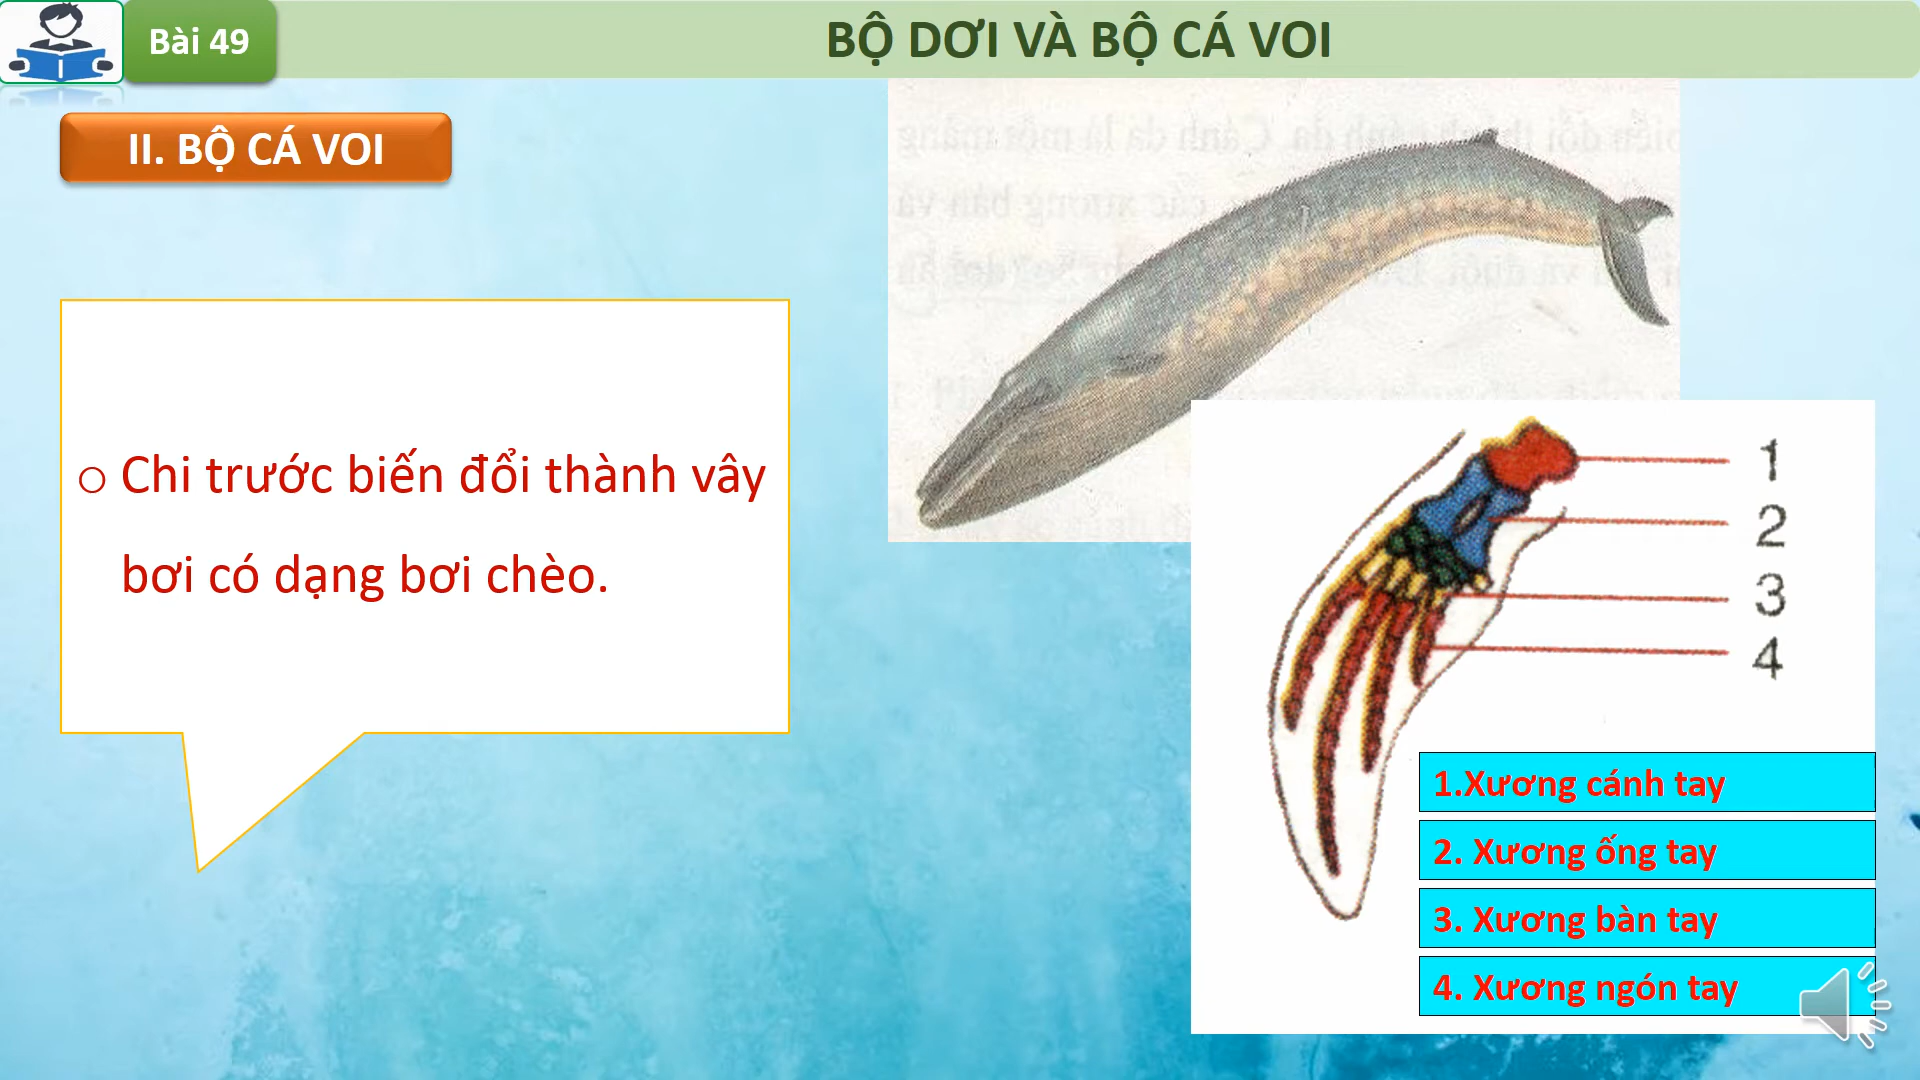 Bài 49
BỘ DƠI VÀ BỘ CÁ VOI
II. BỘ CÁ VOI
Chi trước biến đổi thành vây
bơi có dạng bơi chèo.
1
2
3
4
1.Xương cánh tay
2. Xương ống tay
3. Xương bàn tay
4. Xương ngón tay